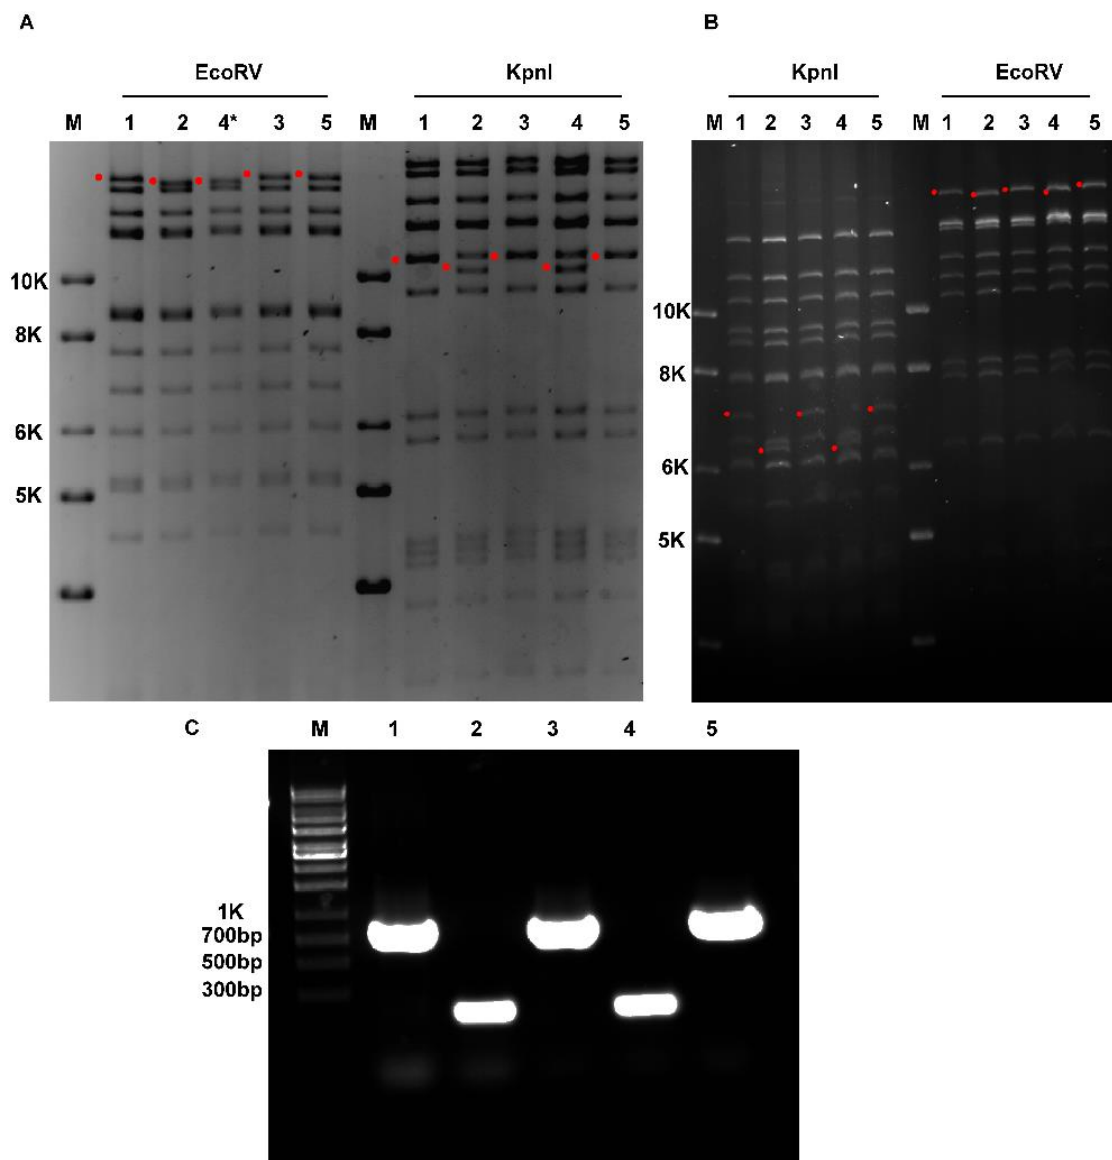 A
B
EcoRV KpnI
KpnI EcoRV
M 1 2 4* 3 5 M 1 2 3 4 5
M 1 2 3 4 5 M 1 2 3 4 5
10K
8K
6K
5K
10K
8K
6K
5K
C M 1 2 3 4 5
1K
700bp
500bp
300bp